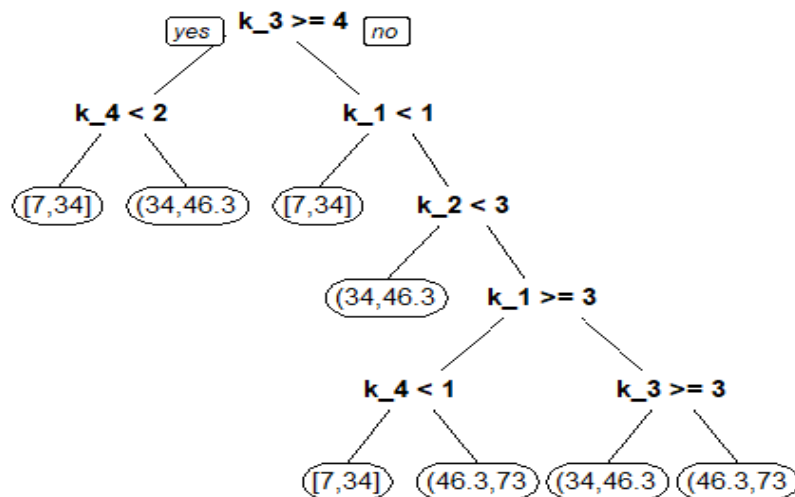 yes k_3 >= 4 no
k_4 < 2 k_1 < 1
[7,34] (34,46.3 [7,34] k_2 < 3
(34,46.3 k_1 >= 3
k_4 < 1 k_3 >= 3
[7,34] (46.3,73 (34,46.3 (46.3,73